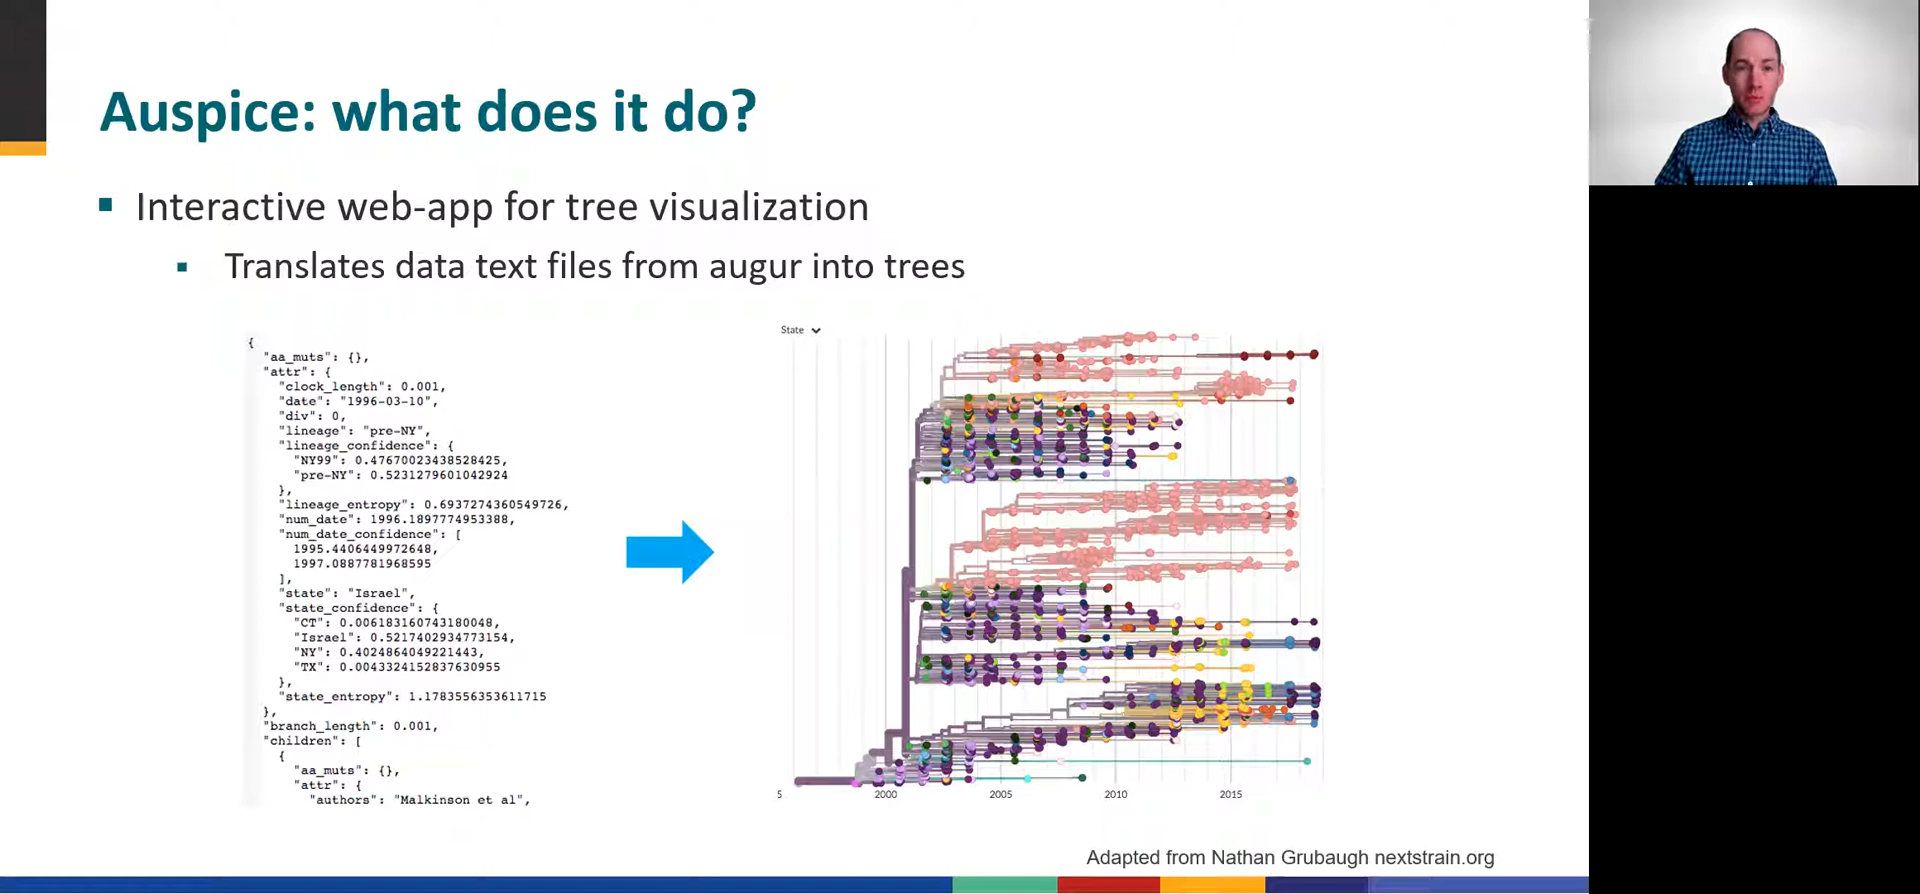 Auspice: what does it do?
Interactive web-app for tree visualization
Translates data text files from augur into trees
{
"aa_muts": {},
"attr": {
"clock_length": 0.001,
"date": "1996-03-10",
"div": 0,
"lineage": "pre-NY",
"lineage_confidence": {
"NY99": 0.47670023438528425,
"pre-NY": 0.5231279601042924
},
"lineage_entropy": 0.6937274360549726,
"num_date": 1996.1897774953388,
"num_date_confidence": [
1995.4406449972648,
1997.0887781968595
],
"state": "Israel",
"state_confidence": {
"CT": 0.006183160743180048,
"Israel": 0.5217402934773154,
"NY": 0.4024864049221443,
"TX": 0.0043324152837630955
},
"state_entropy": 1.1783556353611715
},
"branch_length": 0.001,
"children": [
{
"aa_muts": {},
"attr": {
"authors": "Malkinson et al",
State
5 2000 2005 2010 2015
Adapted from Nathan Grubaugh nextstrain.org